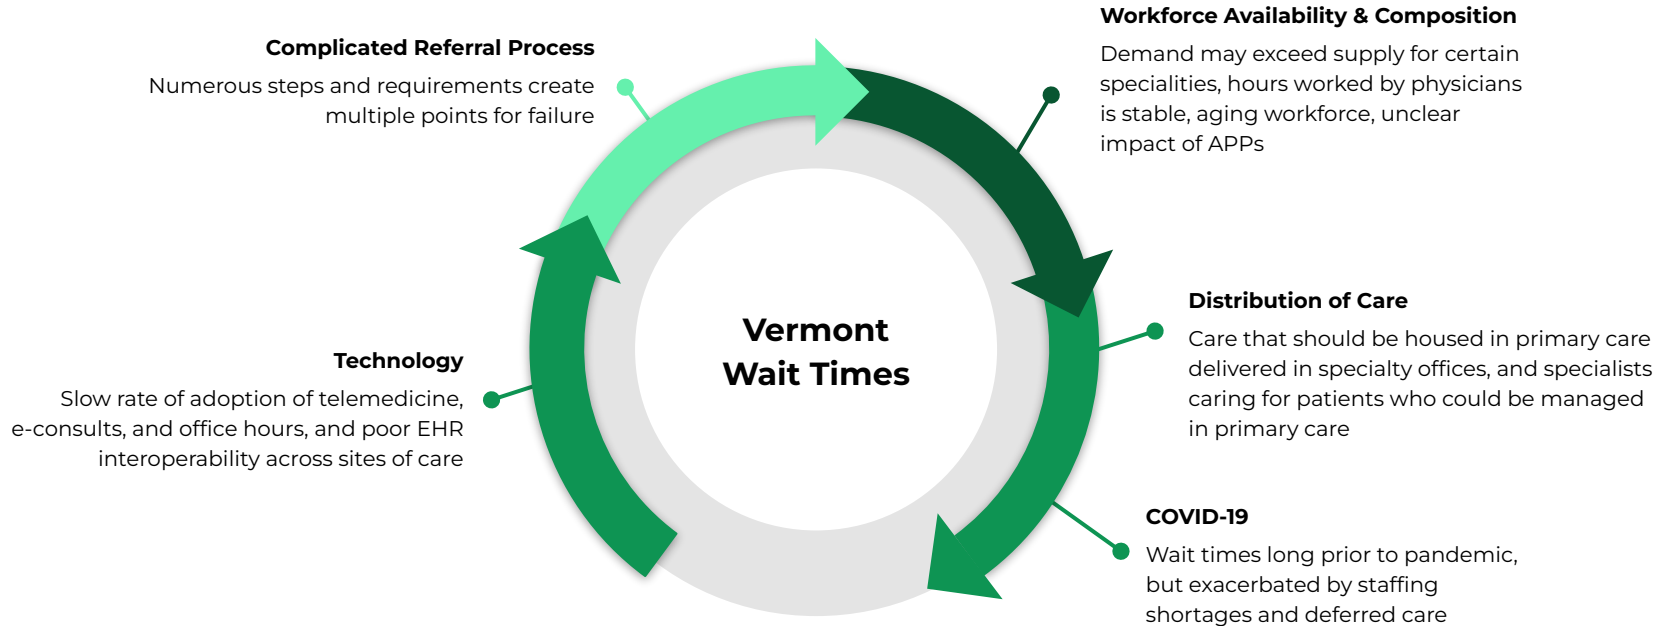 Complicated Referral Process
Numerous steps and requirements create
multiple points for failure
Workforce Availability & Composition
Demand may exceed supply for certain
specialities, hours worked by physicians
is stable, aging workforce, unclear
impact of APPs
Vermont
Wait Times
Technology
Slow rate of adoption of telemedicine,
e-consults, and office hours, and poor EHR
interoperability across sites of care
Distribution of Care
Care that should be housed in primary care
delivered in specialty offices, and specialists
caring for patients who could be managed
in primary care
COVID-19
Wait times long prior to pandemic,
but exacerbated by staffing
shortages and deferred care